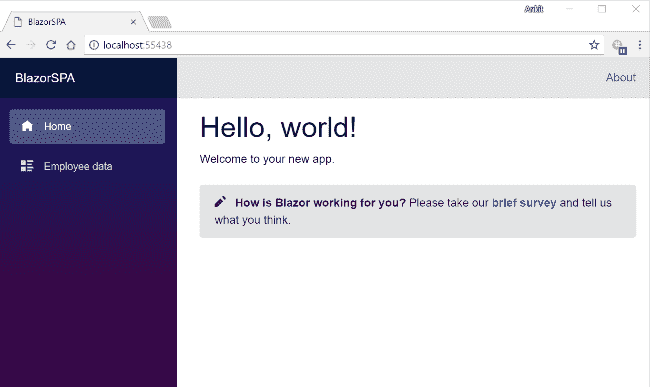 BlazorSPA
localhost:55438
BlazorSPA
About
Home
Employee data
Hello, world!
Welcome to your new app.
How is Blazor working for you? Please take our brief survey and tell us
what you think.